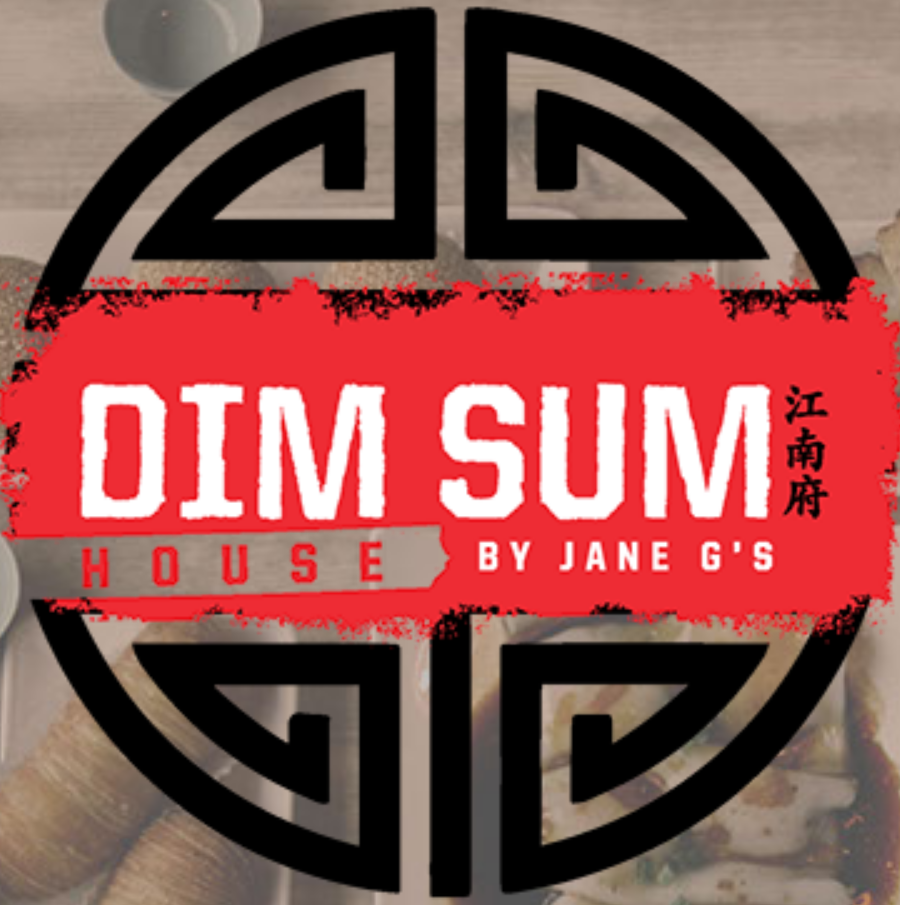 DIM SUM
江南府
HOUSE
BY JANE G'S